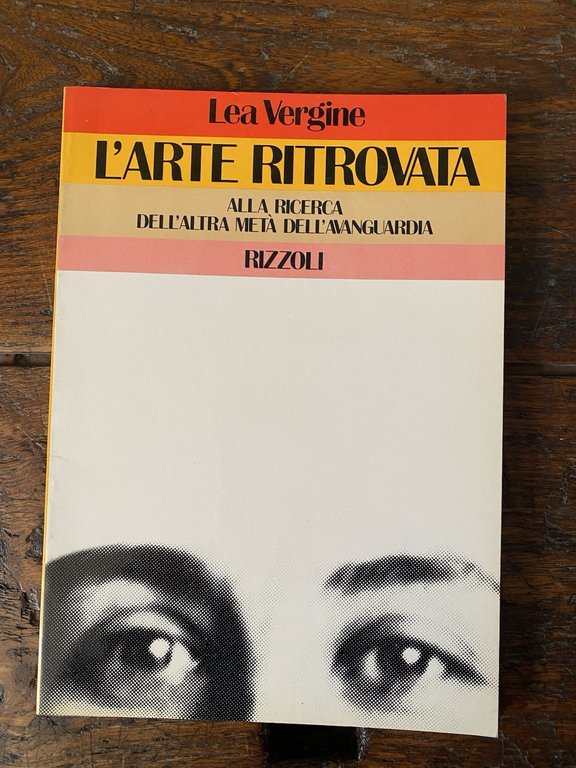 Lea Vergine
L'ARTE RITROVATA
ALLA RICERCA
DELL'ALTRA METÀ DELL'AVANGUARDIA
RIZZOLI